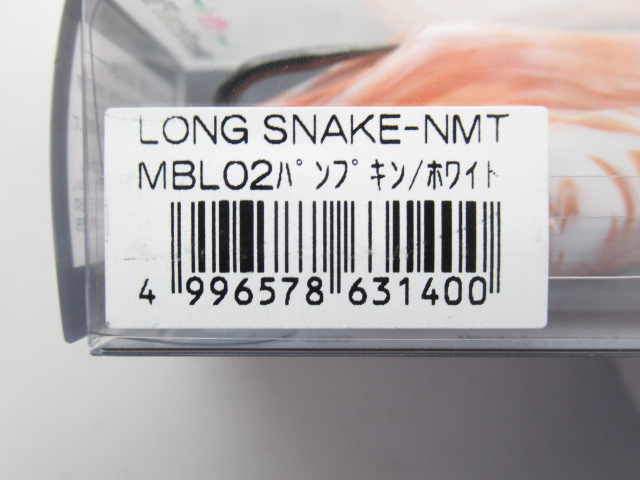 LONG SNAKE-NMT
MBL02ﾊﾟﾝﾌﾟｷﾝ/ﾎﾜｲﾄ
4 996578 631400